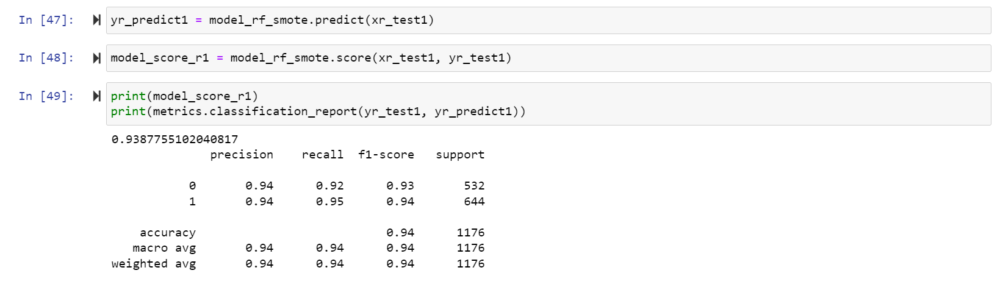 In [47]: yr_predict1 = model_rf_smote.predict(xr_test1)
In [48]: model_score_r1 = model_rf_smote.score(xr_test1, yr_test1)
In [49]: print(model_score_r1)
print(metrics.classification_report(yr_test1, yr_predict1))
0.9387755102040817
precision recall f1-score support
0 0.94 0.92 0.93 532
1 0.94 0.95 0.94 644
accuracy 0.94 1176
macro avg 0.94 0.94 0.94 1176
weighted avg 0.94 0.94 0.94 1176